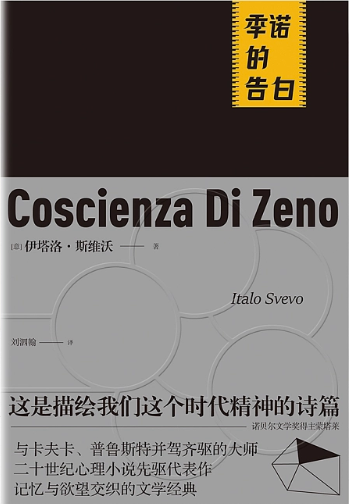 季诺
的
告白
Coscienza Di Zeno
[意] 伊塔洛·斯维沃 —— 著
Italo Svevo
刘泗翰 —— 译
这是描绘我们这个时代精神的诗篇
诺贝尔文学奖得主蒙塔莱
与卡夫卡、普鲁斯特并驾齐驱的大师
二十世纪心理小说先驱代表作
记忆与欲望交织的文学经典